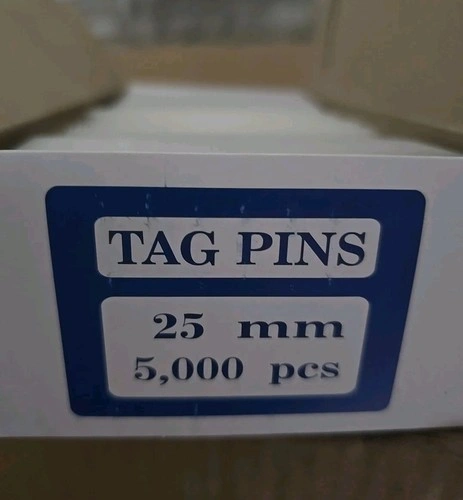 TAG PINS
25 mm
5,000 pcs